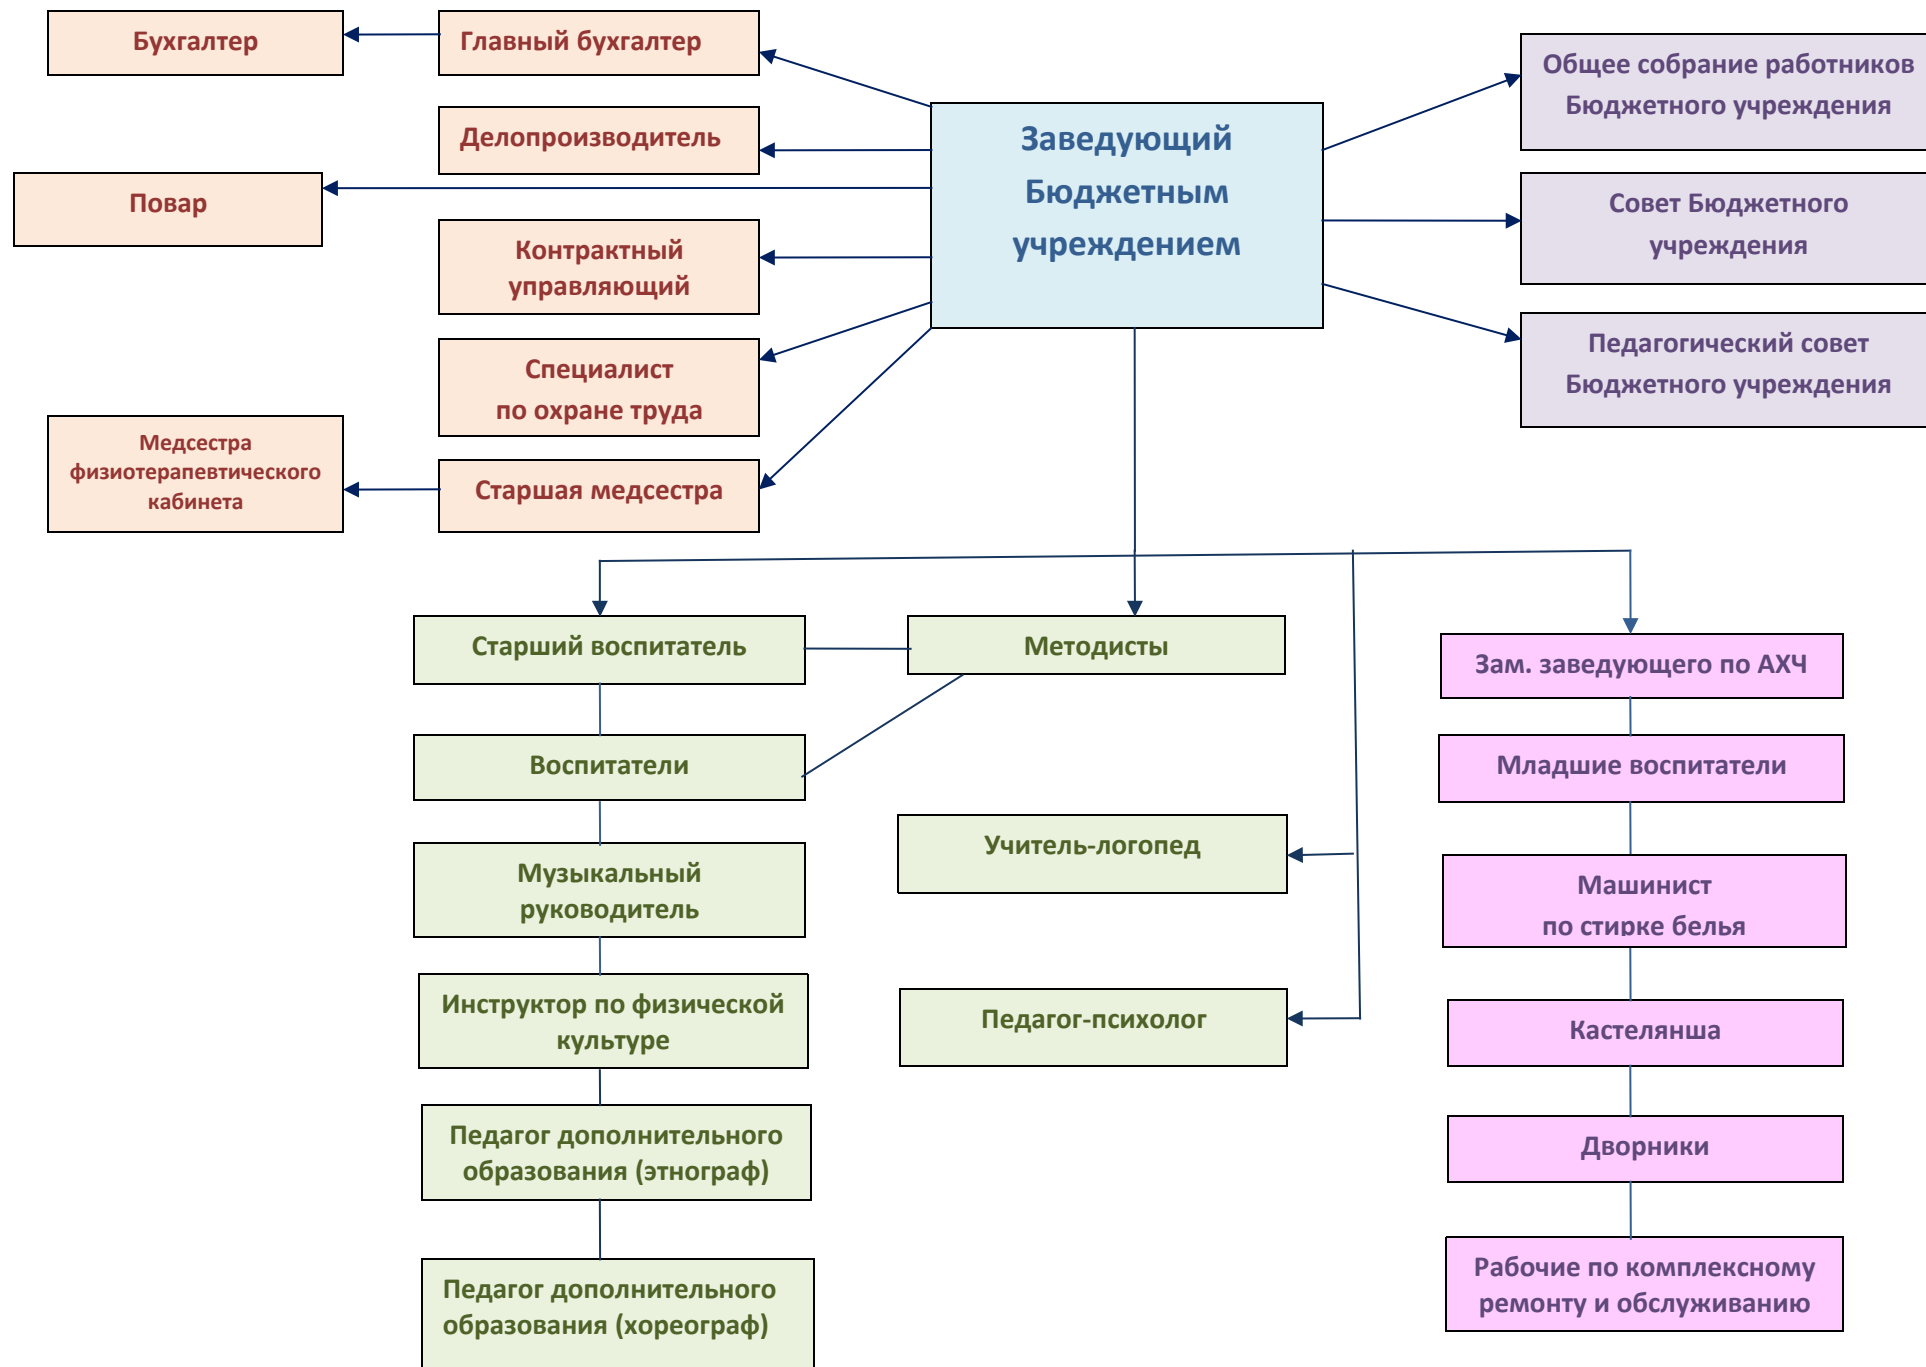 Бухгалтер
Главный бухгалтер
Делопроизводитель
Повар
Контрактный
управляющий
Специалист
по охране труда
Медсестра
физиотерапевтического
кабинета
Старшая медсестра
Заведующий
Бюджетным
учреждением
Общее собрание работников
Бюджетного учреждения
Совет Бюджетного
учреждения
Педагогический совет
Бюджетного учреждения
Старший воспитатель
Методисты
Воспитатели
Музыкальный
руководитель
Инструктор по физической
культуре
Педагог дополнительного
образования (этнограф)
Педагог дополнительного
образования (хореограф)
Учитель-логопед
Педагог-психолог
Зам. заведующего по АХЧ
Младшие воспитатели
Машинист
по стирке белья
Кастелянша
Дворники
Рабочие по комплексному
ремонту и обслуживанию